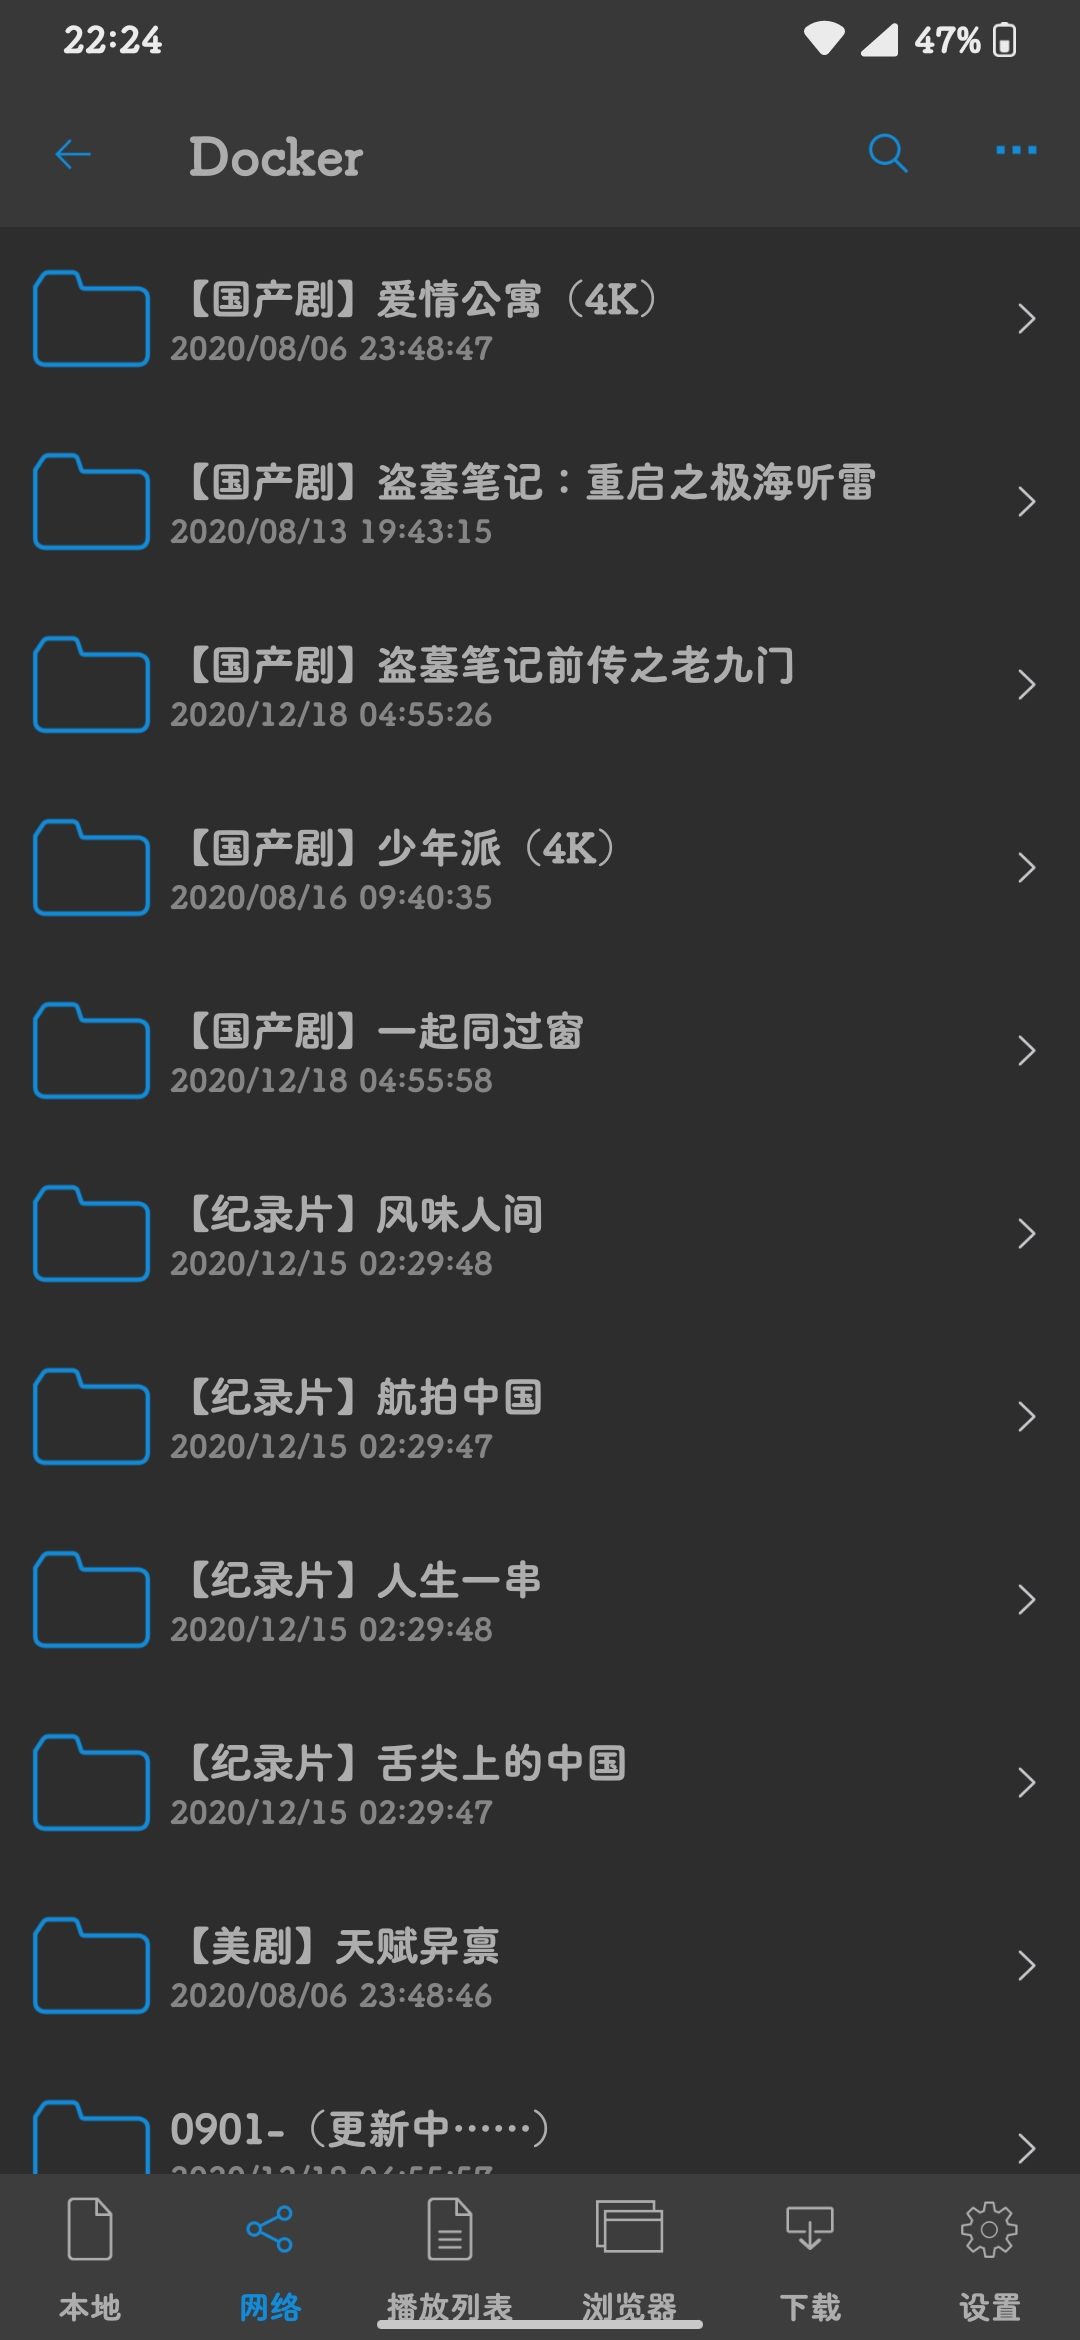 22:24
47%
Docker
【国产剧】爱情公寓（4K）
2020/08/06 23:48:47
【国产剧】盗墓笔记：重启之极海听雷
2020/08/13 19:43:15
【国产剧】盗墓笔记前传之老九门
2020/12/18 04:55:26
【国产剧】少年派（4K）
2020/08/16 09:40:35
【国产剧】一起同过窗
2020/12/18 04:55:58
【纪录片】风味人间
2020/12/15 02:29:48
【纪录片】航拍中国
2020/12/15 02:29:47
【纪录片】人生一串
2020/12/15 02:29:48
【纪录片】舌尖上的中国
2020/12/15 02:29:47
【美剧】天赋异禀
2020/08/06 23:48:46
0901-（更新中……）
本地 网络 播放列表 浏览器 下载 设置